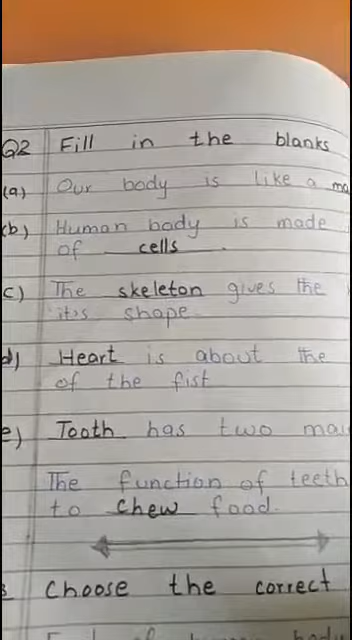 Q2 Fill in the blanks
(a) Our body is like a ma
(b) Human body is made
of cells .
c) The skeleton gives the
it's shape.
d) Heart is about the
of the fist
e) Tooth has two mai
The function of teeth
to chew food.
Choose the correct